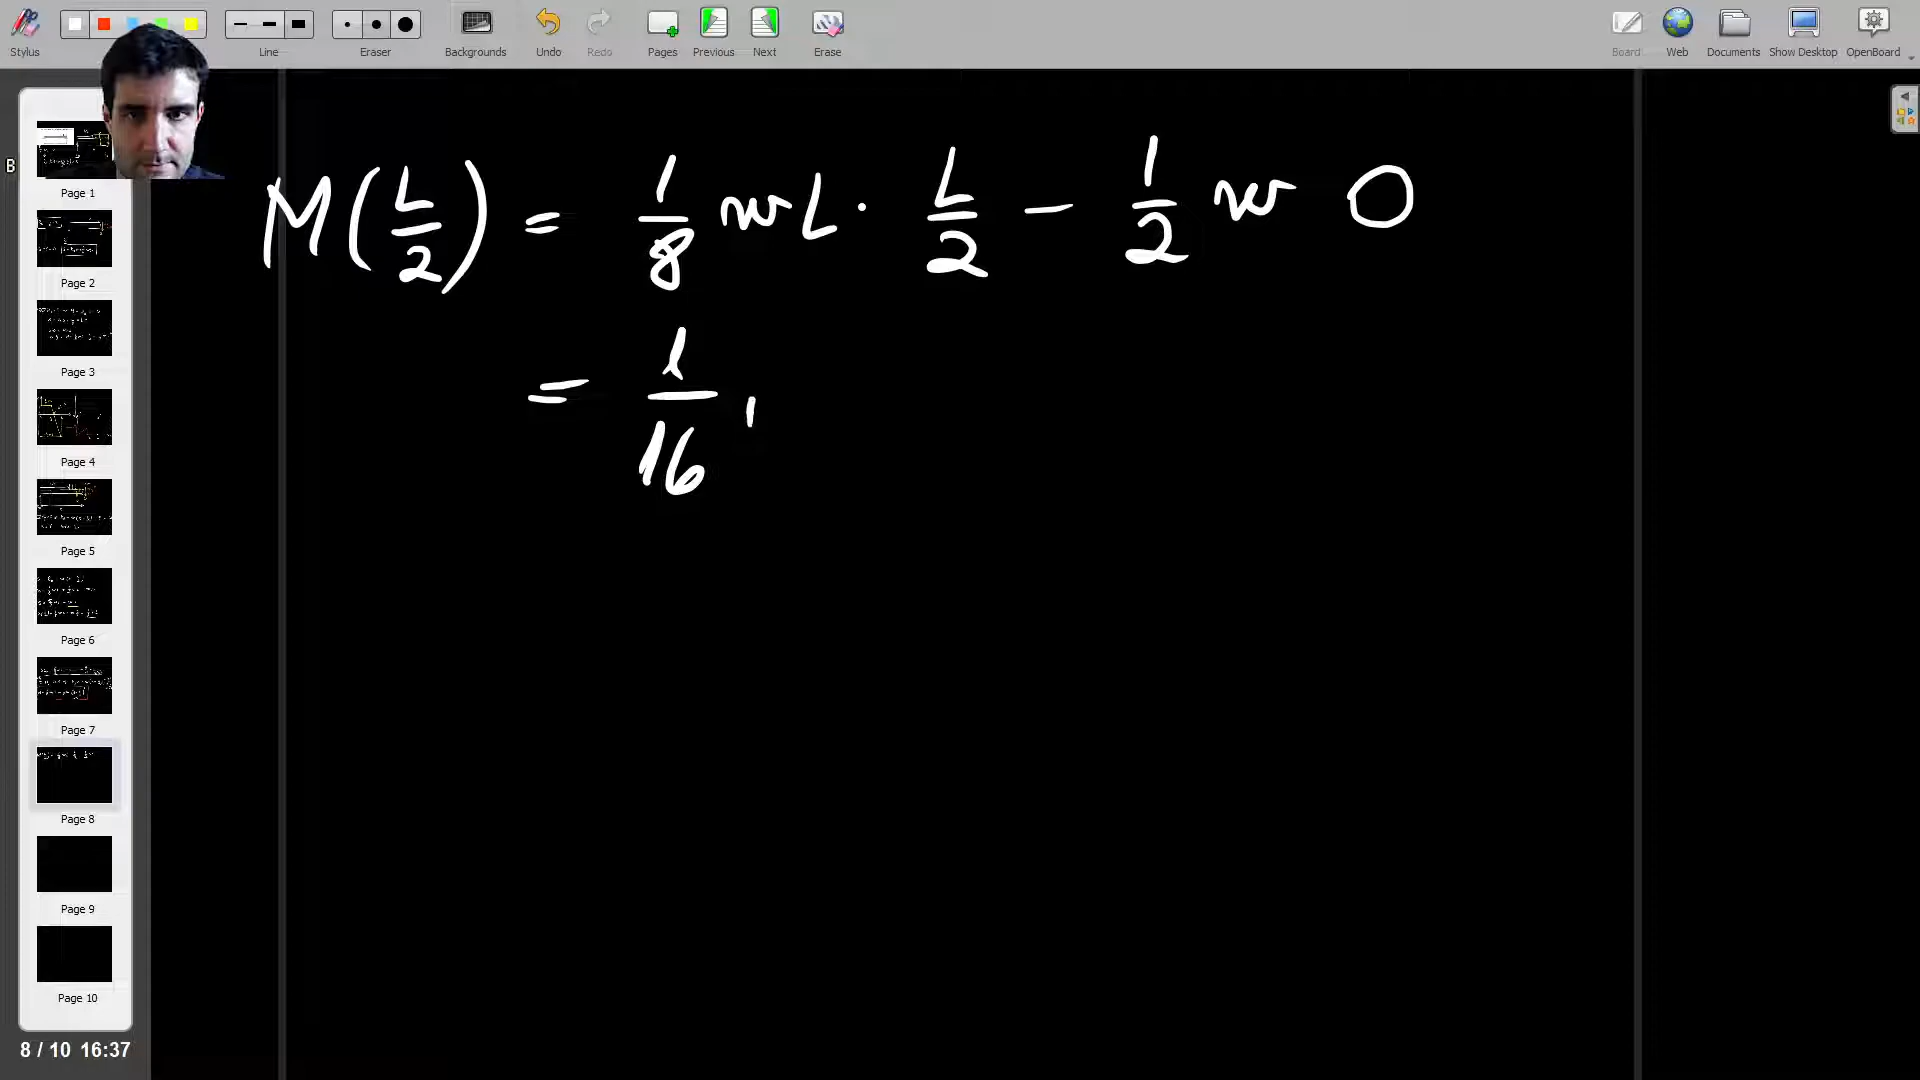 Stylus
Line
Eraser
Backgrounds
Undo
Redo
Pages
Previous
Next
Erase
Board
Web
Documents
Show Desktop
OpenBoard
B
Page 1
Page 2
Page 3
Page 4
Page 5
Page 6
Page 7
Page 8
Page 9
Page 10
8 / 10 16:37
M(L/2) = 1/8 wL · L/2 − 1/2 w 0
= 1/16